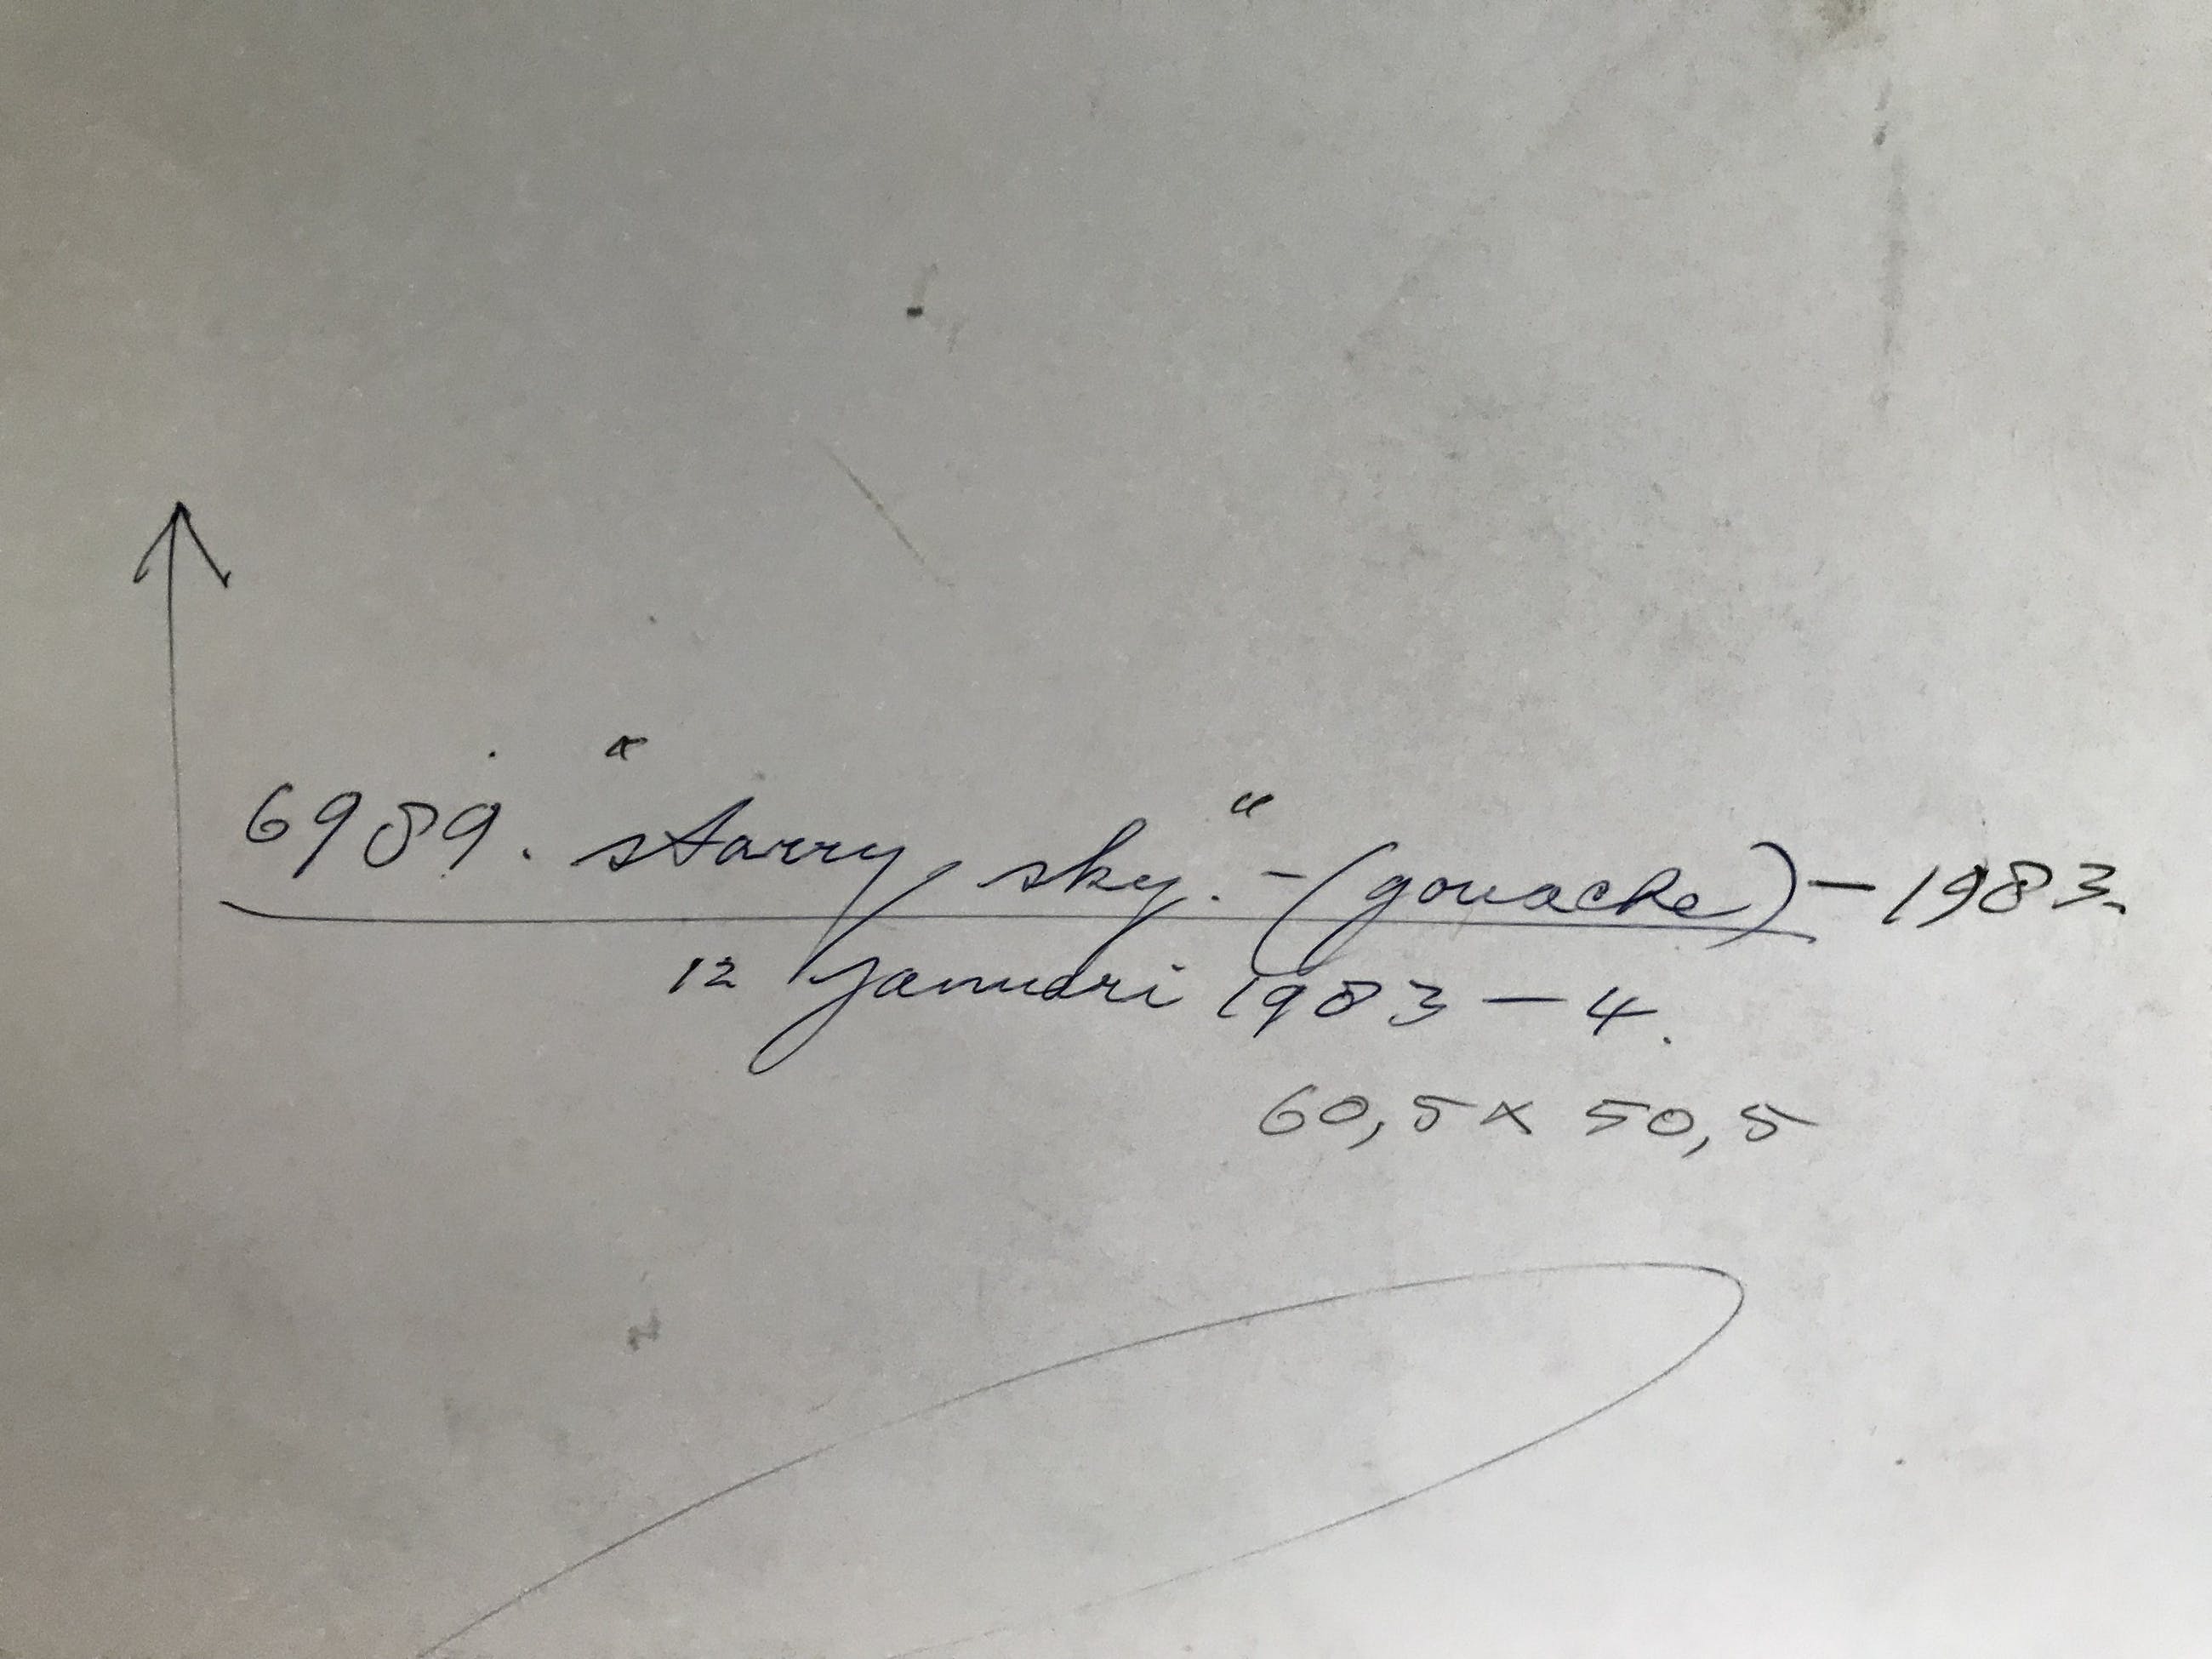 6989. "starry sky." - (gouache) - 1983.
12 januari 1983 - 4.
60,5 x 50,5